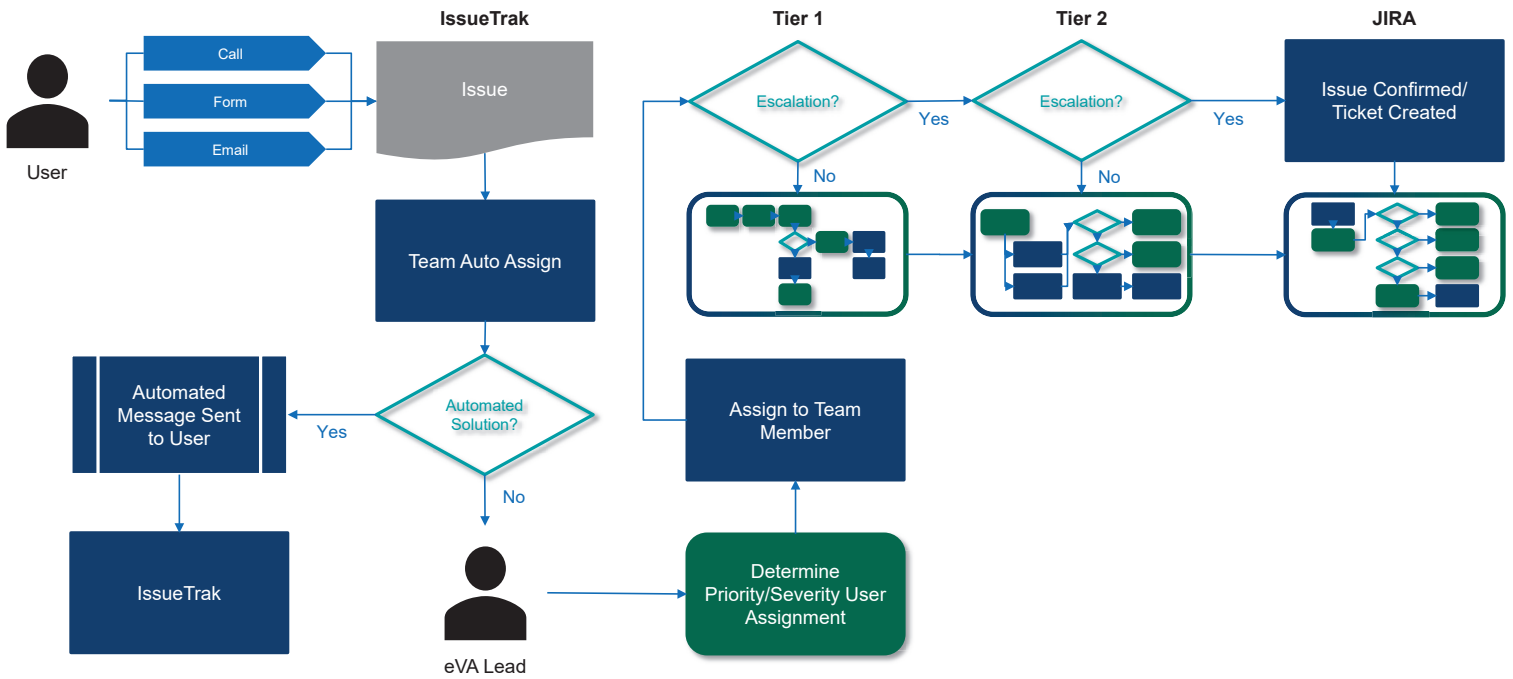 IssueTrak
Tier 1
Tier 2
JIRA
Call
Form
Email
User
Issue
Escalation?
Yes
No
Escalation?
Yes
No
Issue Confirmed/
Ticket Created
Team Auto Assign
Automated
Solution?
Yes
No
Automated
Message Sent
to User
IssueTrak
eVA Lead
Determine
Priority/Severity User
Assignment
Assign to Team
Member